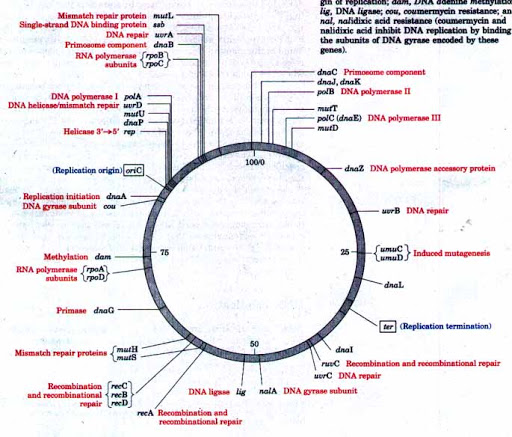 gin of replication; dam, DNA adenine methylation
lig, DNA ligase; cou, coumermycin resistance; an
nal, nalidixic acid resistance (coumermycin and
nalidixic acid inhibit DNA replication by binding
the subunits of DNA gyrase encoded by these
genes).
Mismatch repair protein mutL
Single-strand DNA binding protein ssb
DNA repair uvrA
Primosome component dnaB
RNA polymerase subunits {rpoB
rpoC}
DNA polymerase I polA
DNA helicase/mismatch repair uvrD
mutU
dnaP
Helicase 3'→5' rep
(Replication origin) oriC
Replication initiation dnaA
DNA gyrase subunit cou
Methylation dam
RNA polymerase subunits {rpoA
rpoD}
Primase dnaG
Mismatch repair proteins {mutH
mutS
Recombination and recombinational repair {recC
recB
recD}
recA Recombination and
recombinational repair
DNA ligase lig
nalA DNA gyrase subunit
uvrC DNA repair
ruvC Recombination and recombinational repair
dnaI
ter (Replication termination)
dnaL
{umuC
umuD} Induced mutagenesis
uvrB DNA repair
dnaZ DNA polymerase accessory protein
mutD
polC (dnaE) DNA polymerase III
mutT
polB DNA polymerase II
dnaJ, dnaK
dnaC Primosome component
100/0
75
25
50